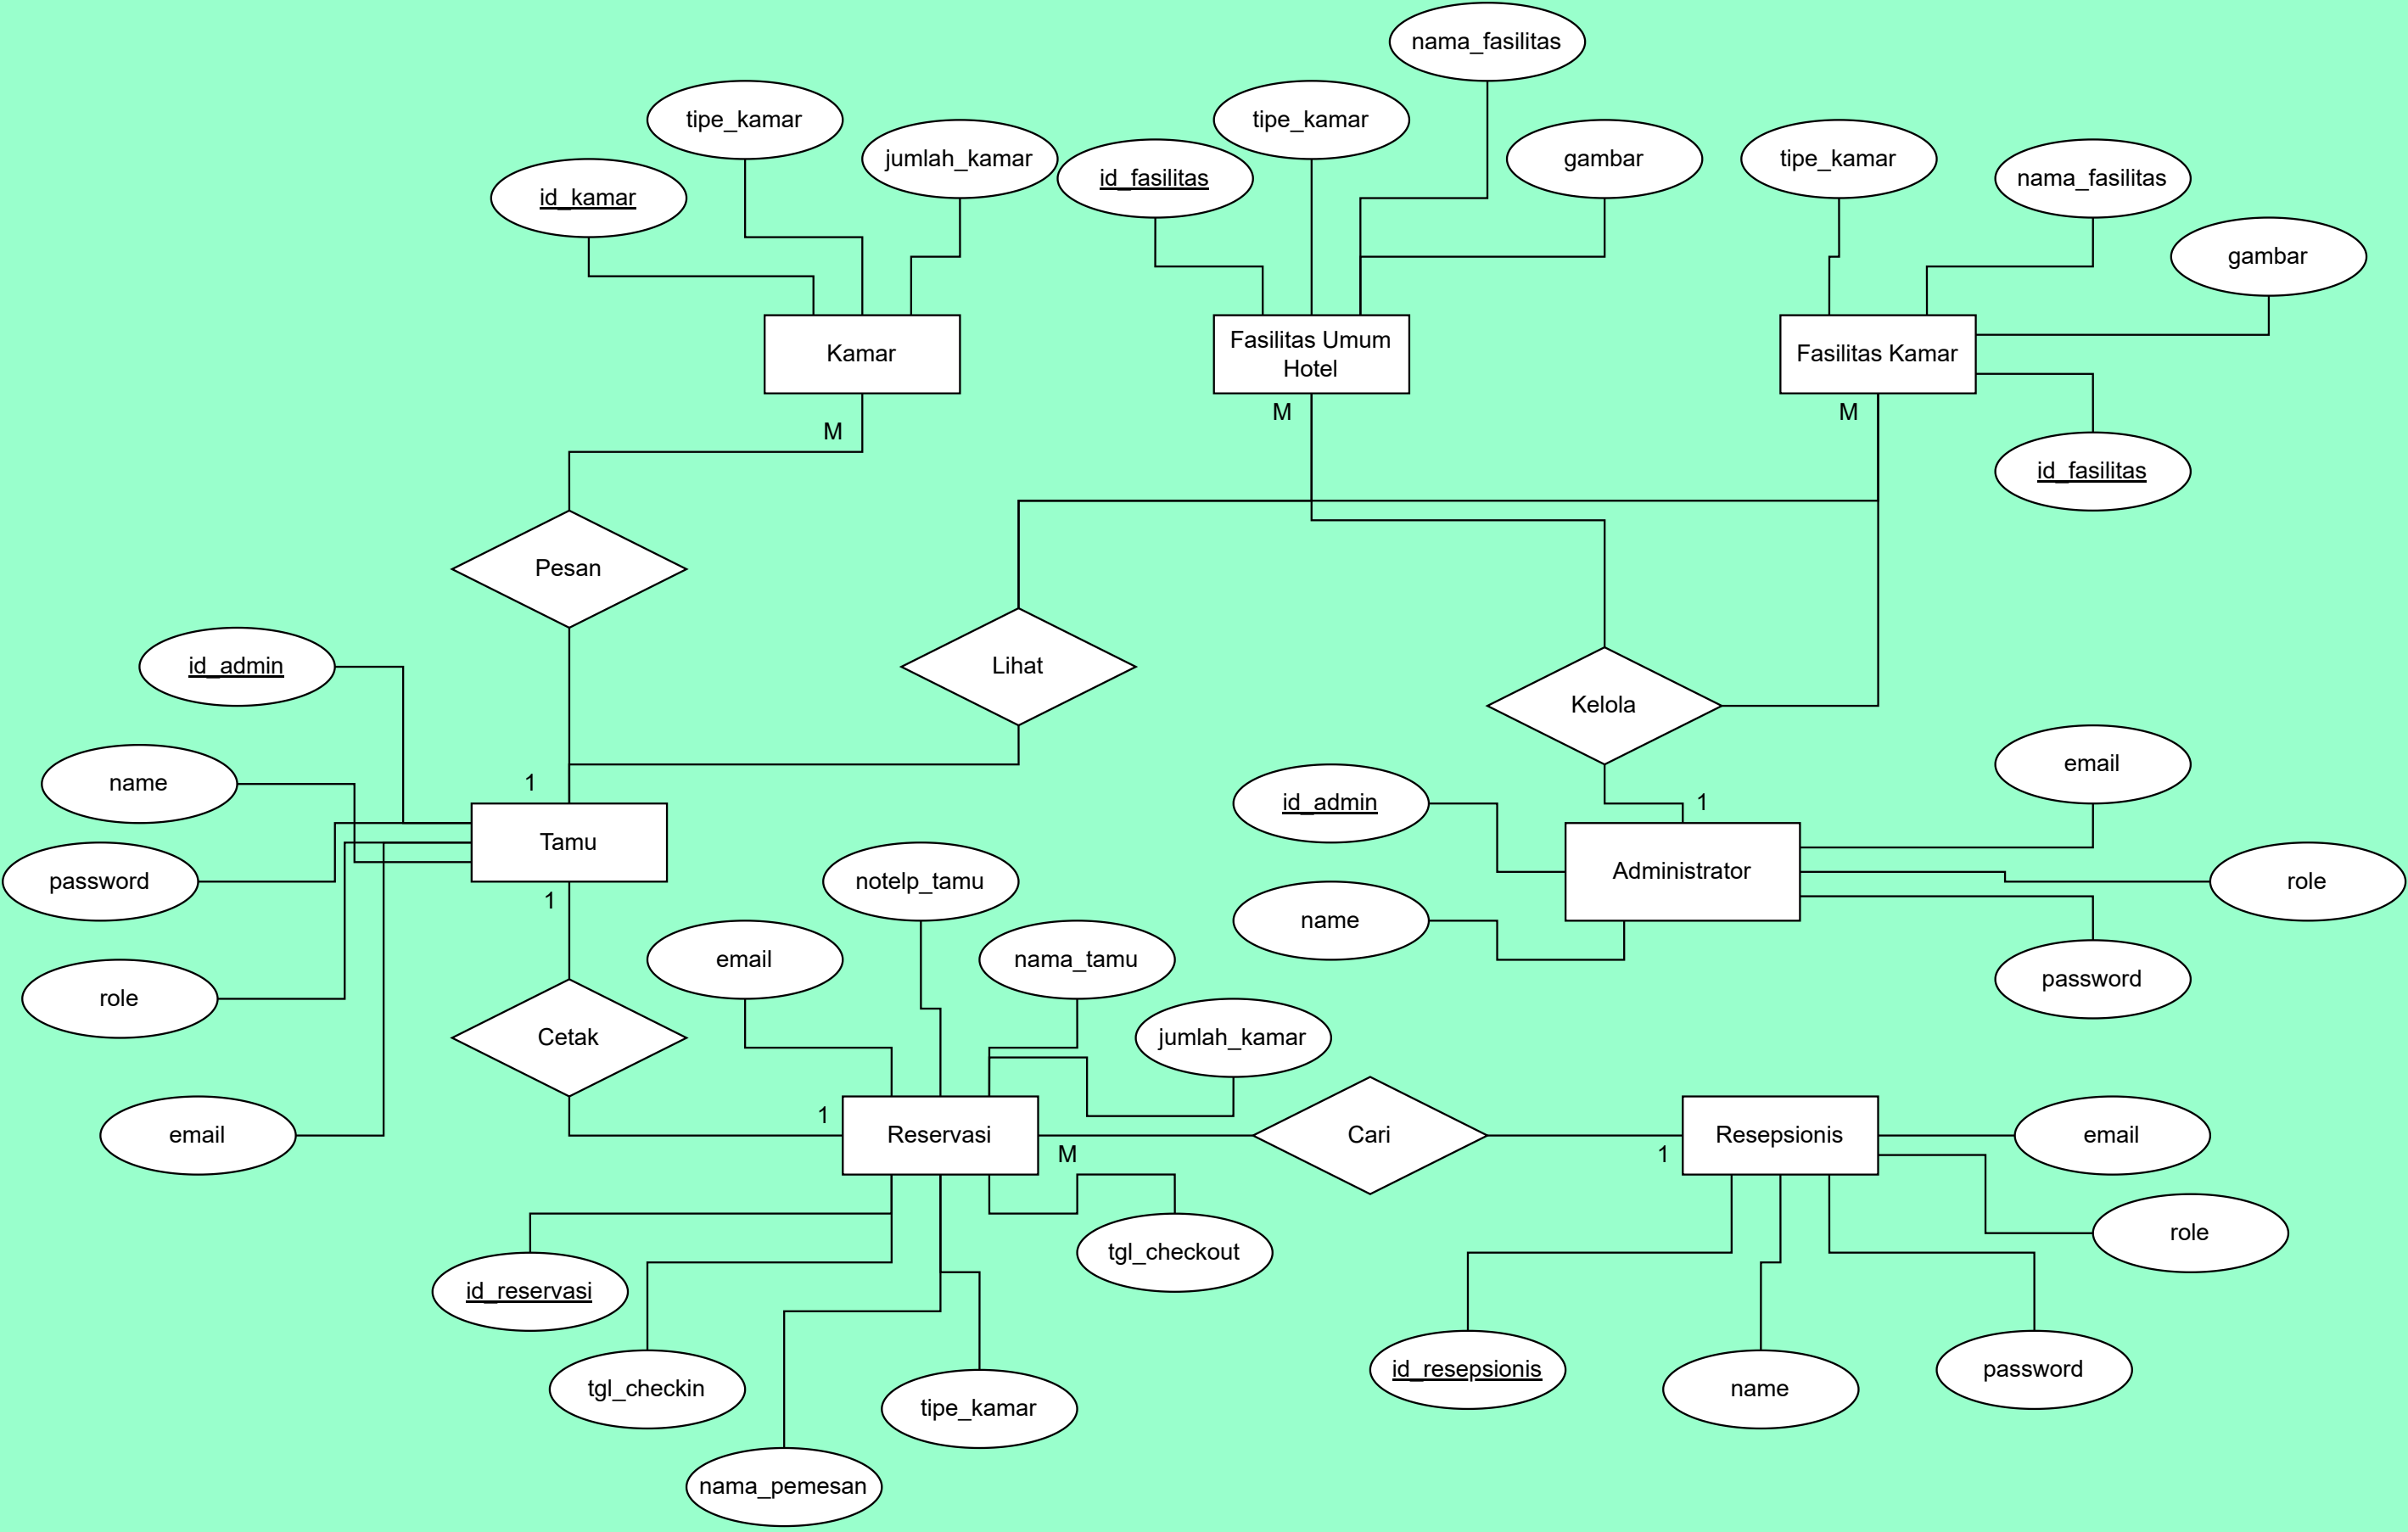 nama_fasilitas
tipe_kamar
tipe_kamar
jumlah_kamar
gambar
tipe_kamar
id_fasilitas
nama_fasilitas
id_kamar
gambar
Kamar
Fasilitas Umum
Hotel
Fasilitas Kamar
M
M
M
id_fasilitas
Pesan
id_admin
Lihat
Kelola
email
name
1
id_admin
1
Tamu
password
notelp_tamu
Administrator
role
1
name
email
nama_tamu
password
role
Cetak
jumlah_kamar
1
email
Reservasi
Cari
Resepsionis
email
M
1
role
tgl_checkout
id_reservasi
id_resepsionis
password
tgl_checkin
name
tipe_kamar
nama_pemesan